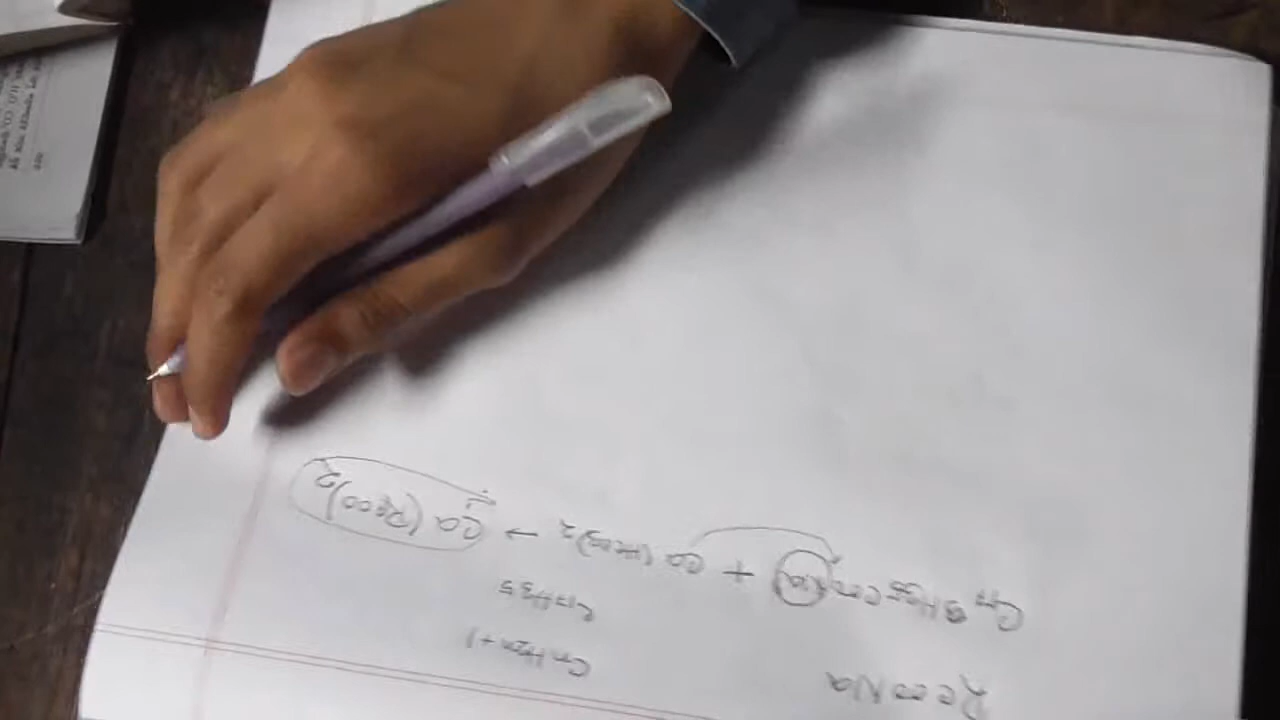 RCOONa
CnH2n+1
C17H35
C17H35COONa + Ca(HCO3)2 → Ca(RCOO)2